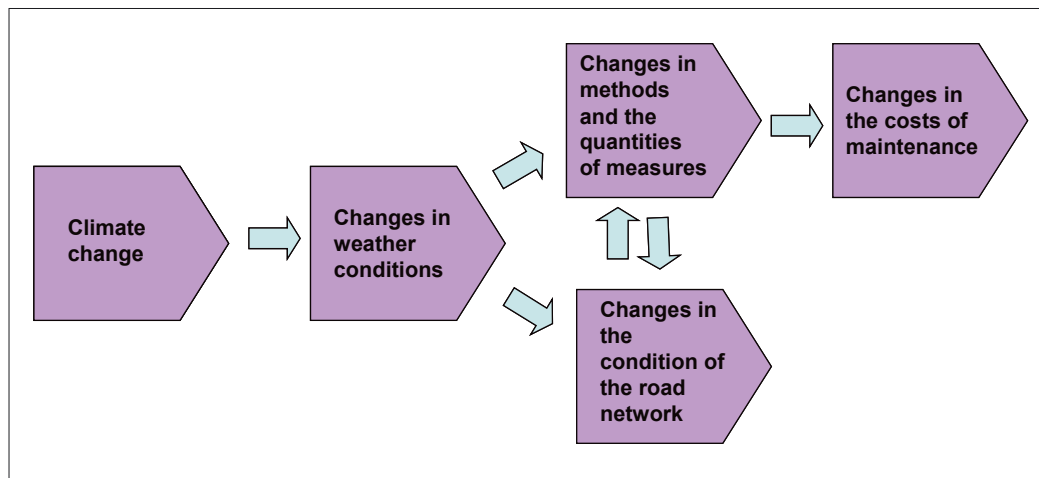 Climate
change
Changes in
weather
conditions
Changes in
methods
and the
quantities
of measures
Changes in
the
condition of
the road
network
Changes in
the costs of
maintenance